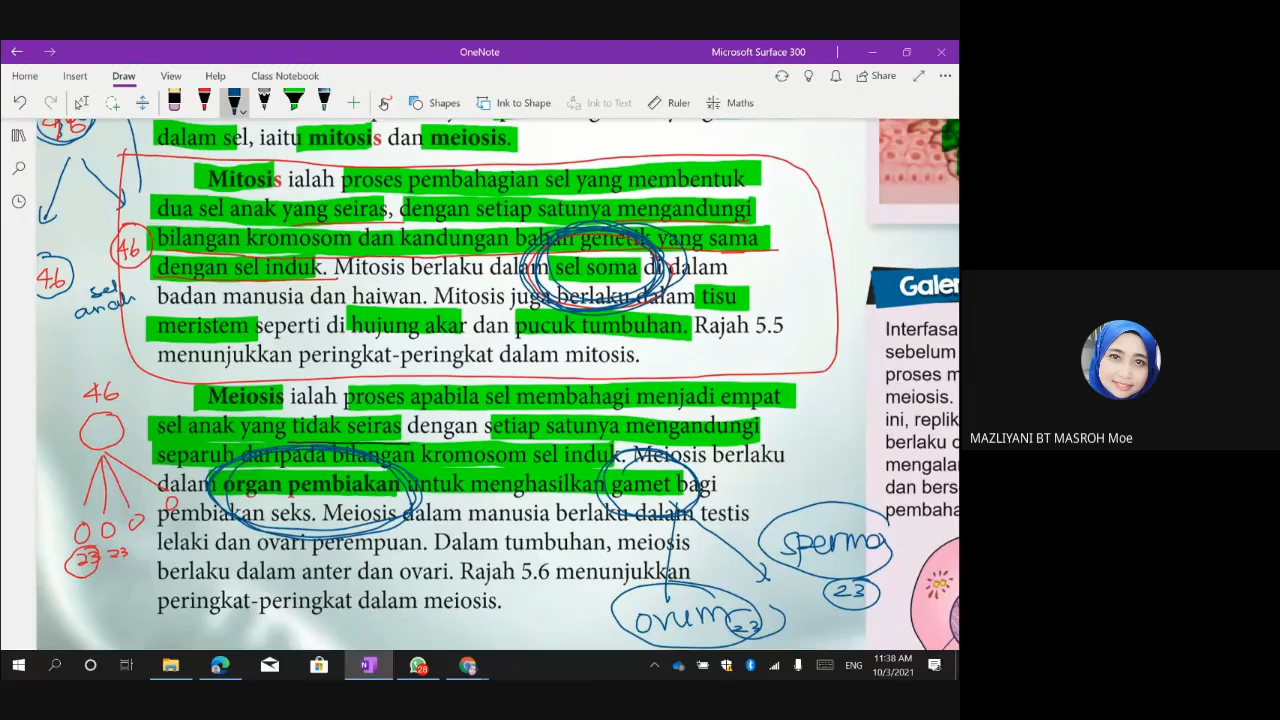 OneNote
Microsoft Surface 300
Home Insert Draw View Help Class Notebook
Share
Shapes Ink to Shape Ink to Text Ruler Maths
dalam sel, iaitu mitosis dan meiosis.
Mitosis ialah proses pembahagian sel yang membentuk
dua sel anak yang seiras, dengan setiap satunya mengandungi
bilangan kromosom dan kandungan bahan genetik yang sama
dengan sel induk. Mitosis berlaku dalam sel soma di dalam
badan manusia dan haiwan. Mitosis juga berlaku dalam tisu
meristem seperti di hujung akar dan pucuk tumbuhan. Rajah 5.5
menunjukkan peringkat-peringkat dalam mitosis.
Meiosis ialah proses apabila sel membahagi menjadi empat
sel anak yang tidak seiras dengan setiap satunya mengandungi
separuh daripada bilangan kromosom sel induk. Meiosis berlaku
dalam organ pembiakan untuk menghasilkan gamet bagi
pembiakan seks. Meiosis dalam manusia berlaku dalam testis
lelaki dan ovari perempuan. Dalam tumbuhan, meiosis
berlaku dalam anter dan ovari. Rajah 5.6 menunjukkan
peringkat-peringkat dalam meiosis.
46
46
46
sel
anak
46
23 23
sperma
23
ovum 23
Galer
Interfasa
sebelum
proses m
meiosis.
ini, replik
berlaku d
mengalar
dan bers
pembaha
MAZLIYANI BT MASROH Moe
28
ENG
11:38 AM
10/3/2021